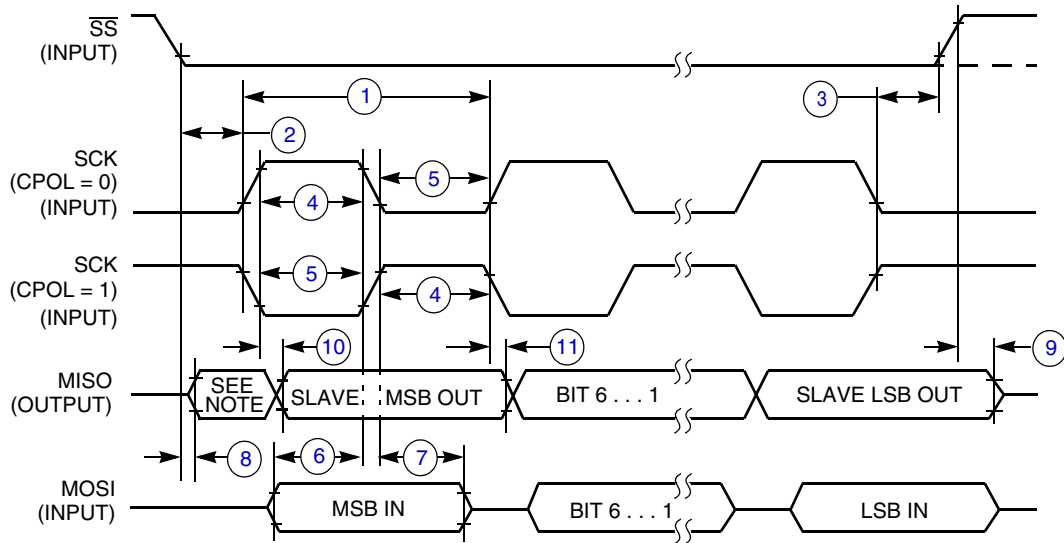 SS
(INPUT)
1
3
2
SCK
(CPOL = 0)
(INPUT)
5
4
SCK
(CPOL = 1)
(INPUT)
5
4
10
11
9
MISO
(OUTPUT)
SEE
NOTE
SLAVE
MSB OUT
BIT 6 . . . 1
SLAVE LSB OUT
8
6
7
MOSI
(INPUT)
MSB IN
BIT 6 . . . 1
LSB IN